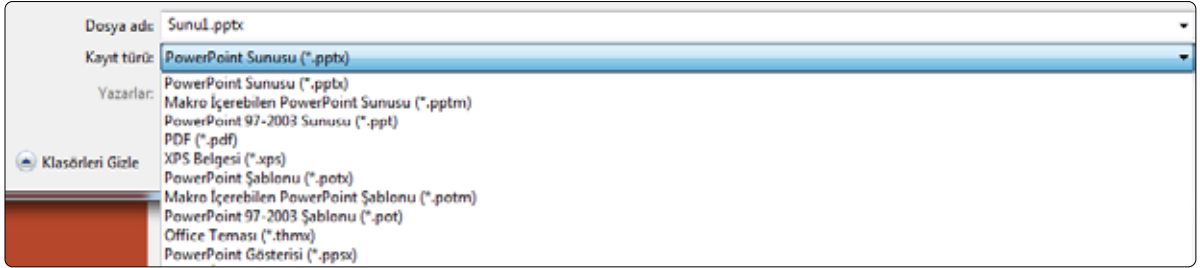 Dosya adı: Sunu1.pptx
Kayıt türü: PowerPoint Sunusu (*.pptx)
Yazarlar:
PowerPoint Sunusu (*.pptx)
Makro İçerebilen PowerPoint Sunusu (*.pptm)
PowerPoint 97-2003 Sunusu (*.ppt)
PDF (*.pdf)
XPS Belgesi (*.xps)
Klasörleri Gizle
PowerPoint Şablonu (*.potx)
Makro İçerebilen PowerPoint Şablonu (*.potm)
PowerPoint 97-2003 Şablonu (*.pot)
Office Teması (*.thmx)
PowerPoint Gösterisi (*.ppsx)